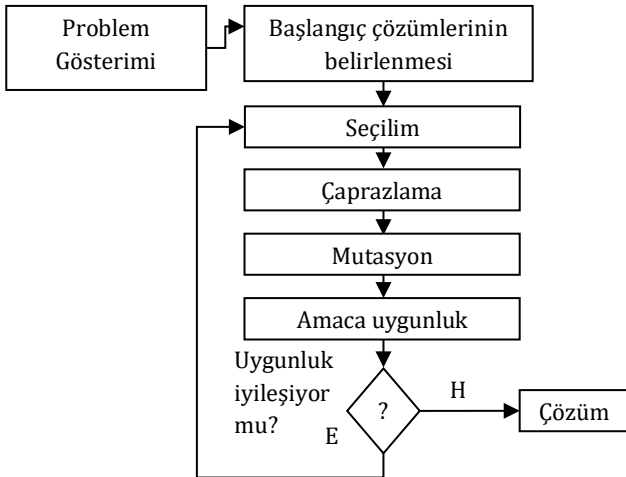 Problem
Gösterimi
Başlangıç çözümlerinin
belirlenmesi
Seçilim
Çaprazlama
Mutasyon
Amaca uygunluk
Uygunluk
iyileşiyor
mu?
?
E
H
Çözüm